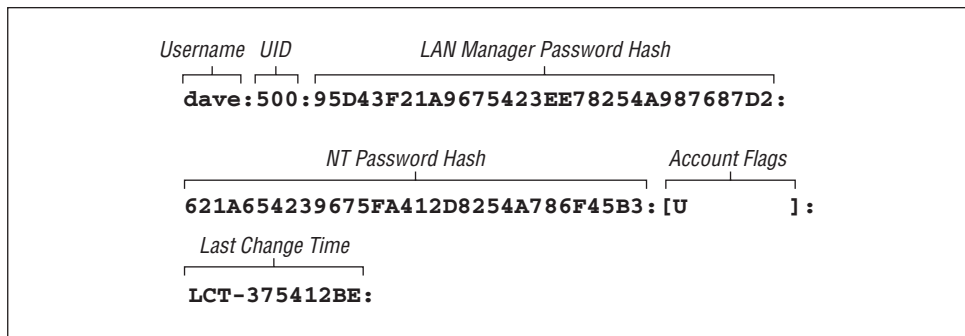 Username UID LAN Manager Password Hash
dave:500:95D43F21A9675423EE78254A987687D2:
NT Password Hash Account Flags
621A654239675FA412D8254A786F45B3:[U         ]:
Last Change Time
LCT-375412BE: